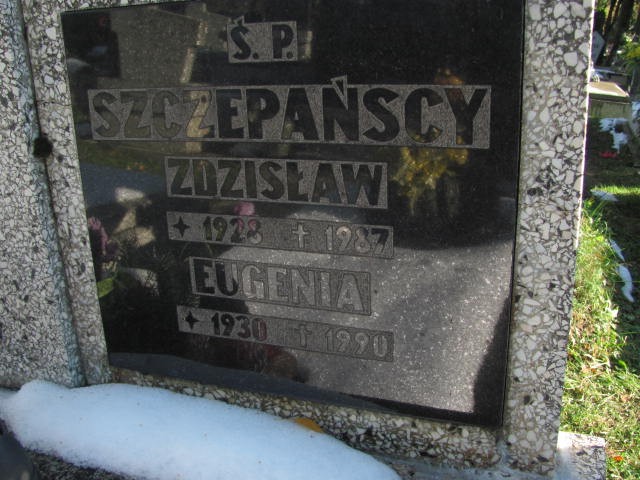 Ś. P.
SZCZEPAŃSCY
ZDZISŁAW
✦ 1928 ✝ 1987
EUGENIA
✦ 1930 ✝ 1990